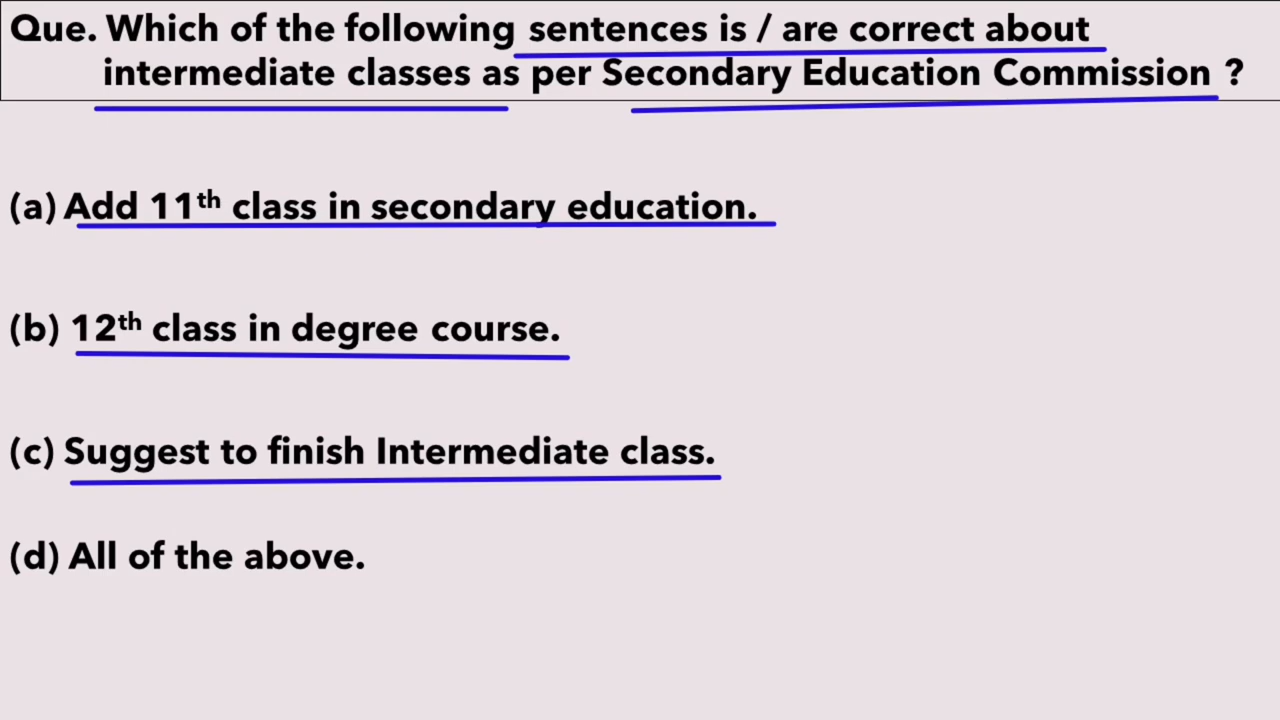 Que. Which of the following sentences is / are correct about
intermediate classes as per Secondary Education Commission ?
(a) Add 11th class in secondary education.
(b) 12th class in degree course.
(c) Suggest to finish Intermediate class.
(d) All of the above.